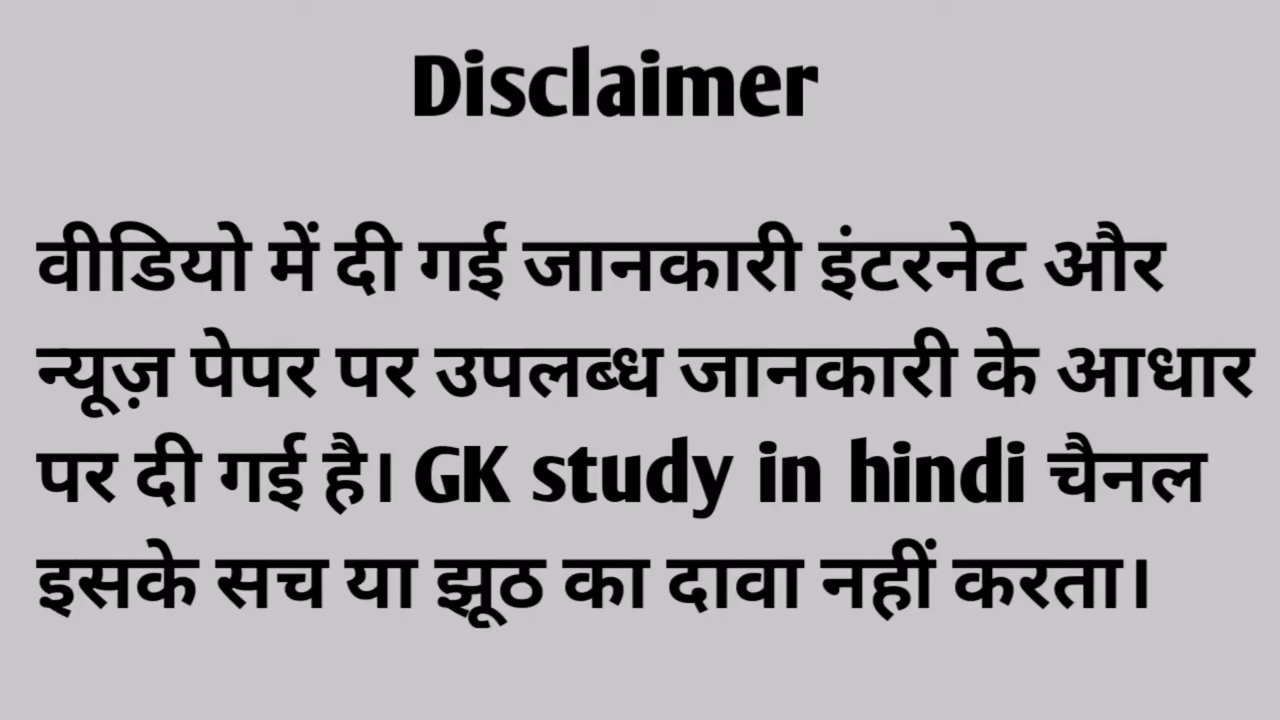 Disclaimer
वीडियो में दी गई जानकारी इंटरनेट और
न्यूज़ पेपर पर उपलब्ध जानकारी के आधार
पर दी गई है। GK study in hindi चैनल
इसके सच या झूठ का दावा नहीं करता।